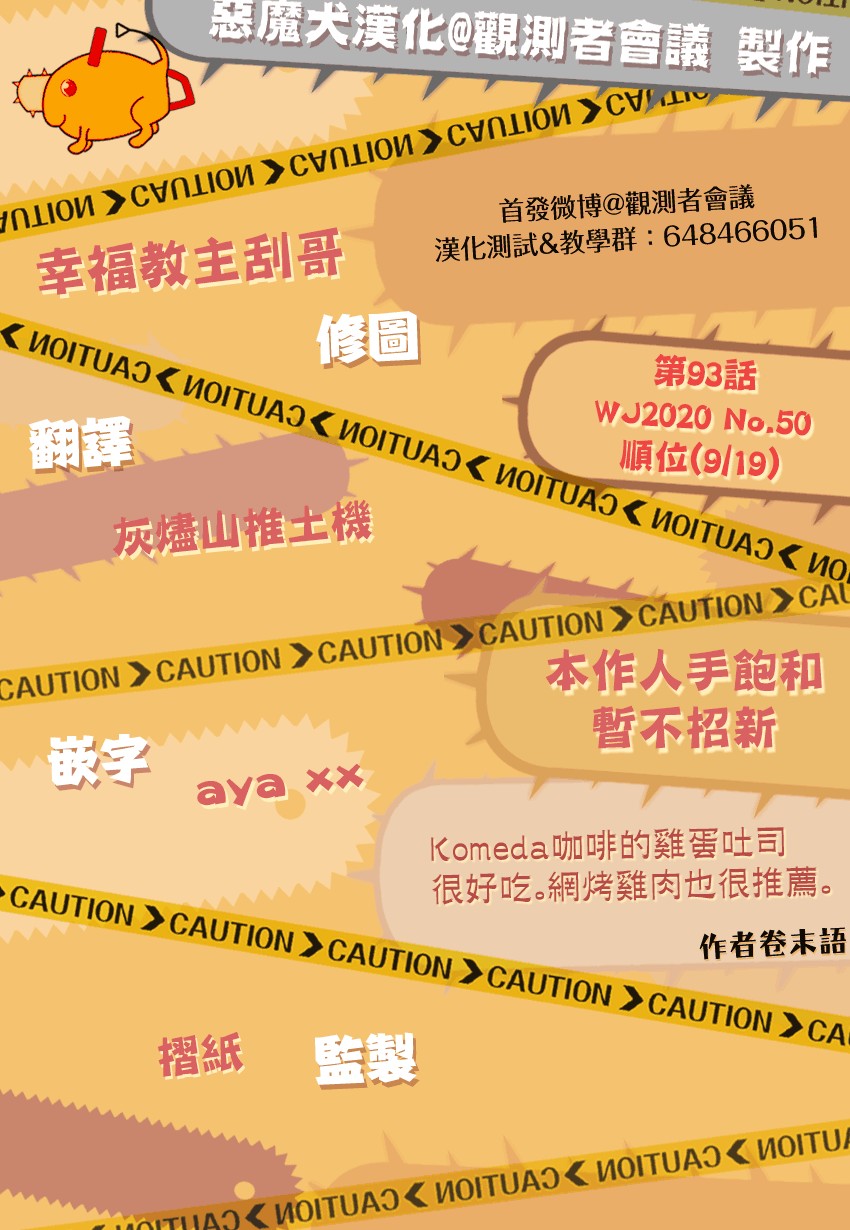 惡魔犬漢化@觀測者會議 製作
CAUTION CAUTION CAUTION CAUTION
首發微博@觀測者會議
漢化測試&教學群：648466051
幸福教主刮哥
修圖
CAUTION CAUTION CAUTION CAUTION CAUTION
第93話
WJ2020 No.50
順位(9/19)
翻譯
灰燼山推土機
CAUTION CAUTION CAUTION CAUTION CAUTION
本作人手飽和
暫不招新
嵌字
aya xx
Komeda咖啡的雞蛋吐司
很好吃。網烤雞肉也很推薦。
作者卷末語
CAUTION CAUTION CAUTION CAUTION CAUTION
摺紙
監製
CAUTION CAUTION CAUTION CAUTION